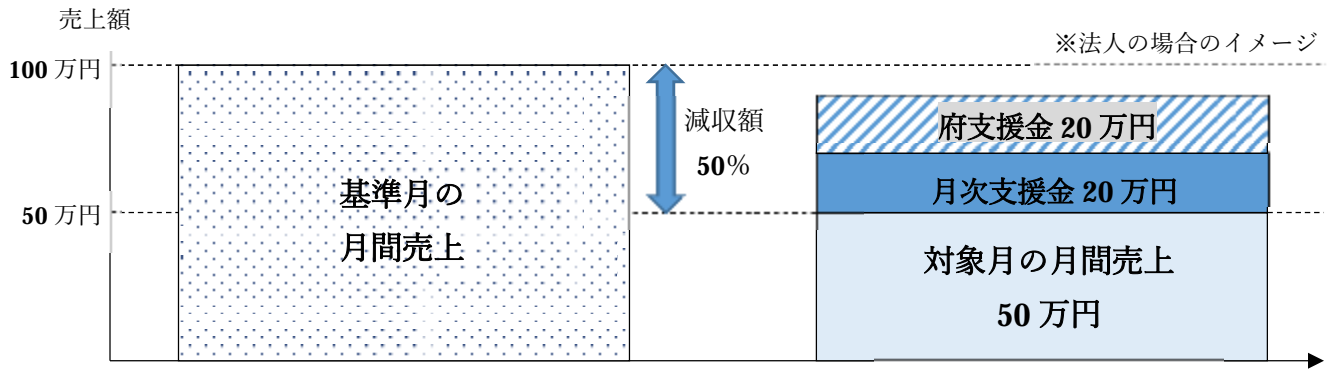 売上額
※法人の場合のイメージ
100 万円
減収額
50%
府支援金 20 万円
基準月の
月間売上
月次支援金 20 万円
50 万円
対象月の月間売上
50 万円